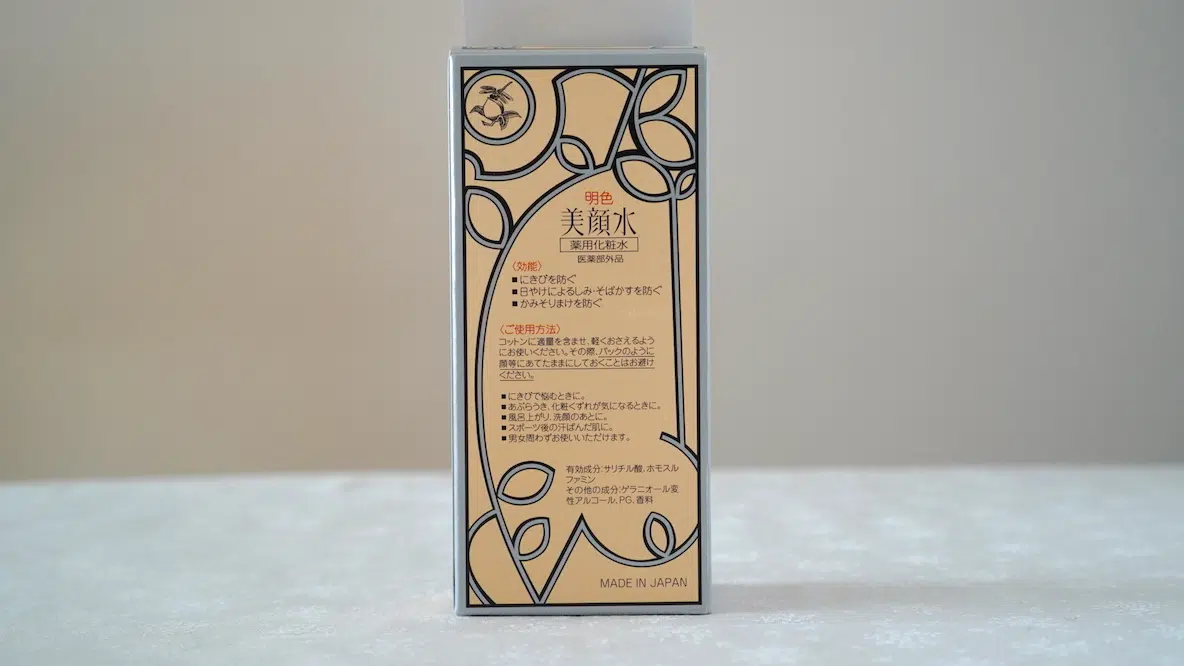 明色
美顔水
薬用化粧水
医薬部外品
〈効能〉
■にきびを防ぐ
■日やけによるしみ・そばかすを防ぐ
■かみそりまけを防ぐ
〈ご使用方法〉
コットンに適量を含ませ、軽くおさえるよう
にお使いください。その際、パックのように
顔等にあてたままにしておくことはお避け
ください。
■にきびで悩むときに。
■あぶらうき、化粧くずれが気になるときに。
■風呂上がり、洗顔のあとに。
■スポーツ後の汗ばんだ肌に。
■男女問わずお使いいただけます。
有効成分:サリチル酸、ホモスル
ファミン
その他の成分:ゲラニオール変
性アルコール、PG、香料
MADE IN JAPAN